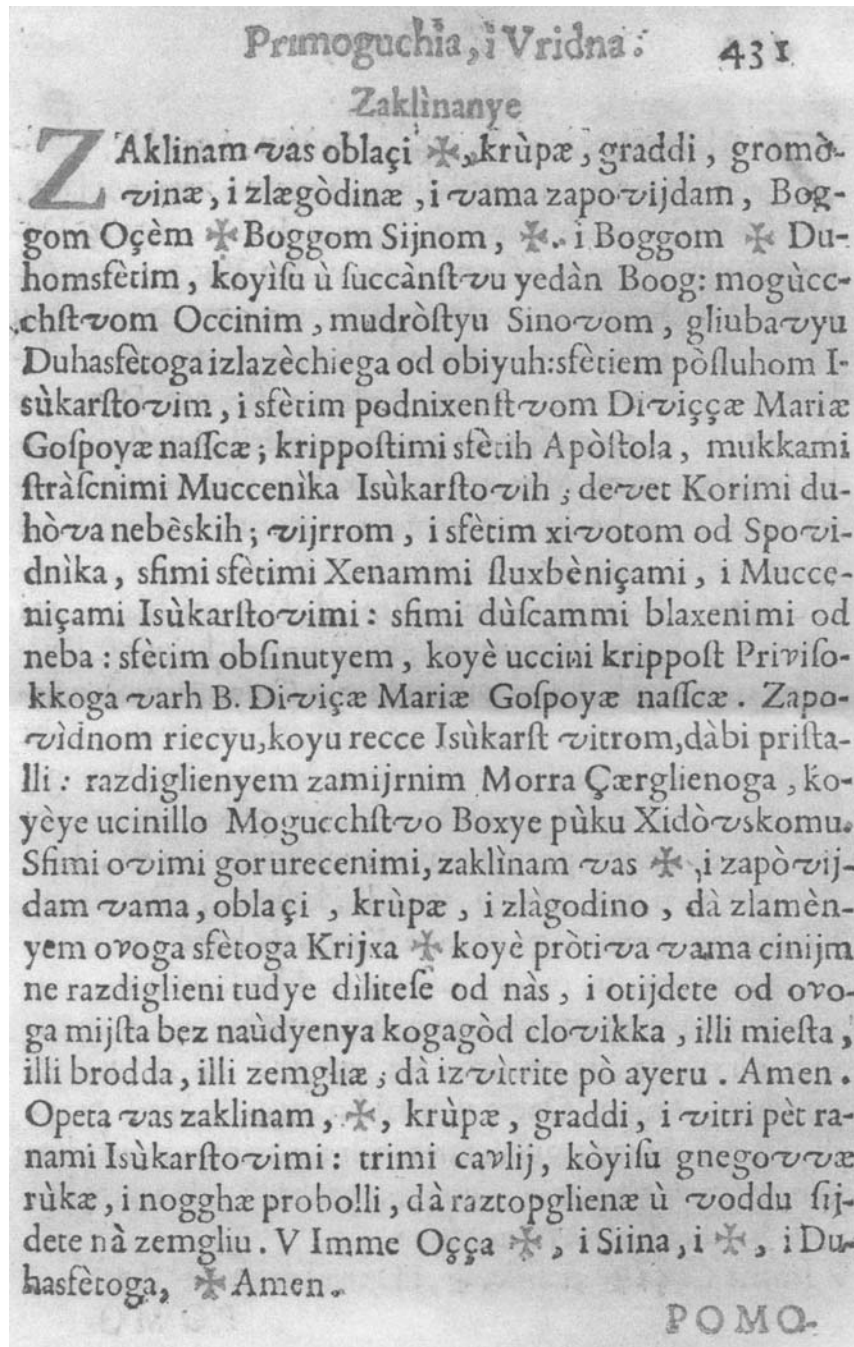 Primoguchia, i Vridna. 431
Zaklìnanye
ZAklinam vas oblaçi ✠, krùpæ, graddi, gromò-
vinæ, i zlægòdinæ, i vama zapovijdam, Bog-
gom Oçèm ✠ Boggom Sijnom, ✠. i Boggom ✠ Du-
homsfètim, koyìſu ù ſuccànſtvu yedàn Boog: mogùcc-
chſtvom Occinim, mudròſtyu Sinovom, gliubavyu
Duhasfètoga izlazèchiega od obiyuh: sfètiem pòſluhom I-
sùkarſtovim, i sfètim podnixenſtvom Diviççæ Mariæ
Goſpoyæ naſſcæ; krippoſtimi sfètih Apòſtola, mukkami
ſtràſcnimi Muccenìka Isùkarſtovih; devet Korimi du-
hòva nebèskih; vijrrom, i sfètim xivotom od Spovi-
dnìka, sfimi sfètimi Xenammi ſluxbèniçami, i Mucce-
niçami Isùkarſtovimi: sfimi dùſcammi blaxenimi od
neba: sfètim obſinutyem, koyè uccini krippoſt Priviſo-
kkoga varh B. Diviçæ Mariæ Goſpoyæ naſſcæ. Zapo-
vìdnom riecyu, koyu recce Isùkarſt vitrom, dàbi priſta-
lli: razdiglienyem zamijrnim Morra Çærglienoga, ko-
yèye ucinillo Mogucchſtvo Boxye pùku Xidòvskomu.
Sfimi ovimi gorurecenimi, zaklìnam vas ✠, i zapòvij-
dam vama, oblaçi, krùpæ, i zlàgodino, dà zlamèn-
yem ovoga sfètoga Krijxa ✠ koyè pròtiva vama cinijm
ne razdiglieni tudye dìliteſe od nàs, i otijdete od ovo-
ga mijſta bez naùdyenya kogagòd clovikka, illi mieſta,
illi brodda, illi zemgliæ; dà izvìtrite pò ayeru. Amen.
Opeta vas zaklinam, ✠, krùpæ, graddi, i vitri pèt ra-
nami Isùkarſtovimi: trimi cavlij, kòyiſu gnegovvæ
rùkæ, i nogghæ probolli, dà raztopglienæ ù voddu ſij-
dete nà zemgliu. V Imme Oçça ✠, i Siina, i ✠, i Du-
hasfètoga, ✠ Amen.
POMO-